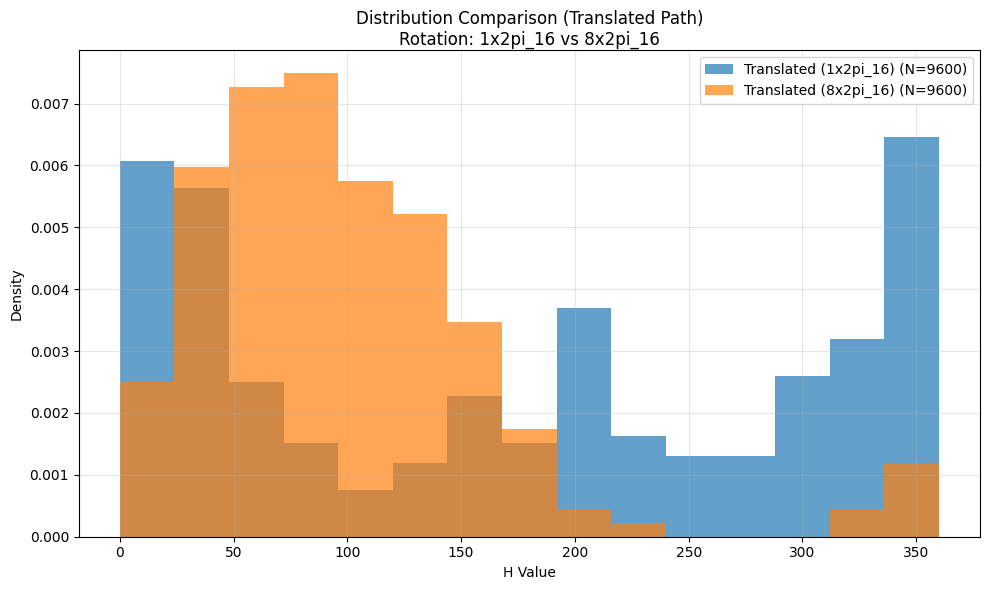 Distribution Comparison (Translated Path)
Rotation: 1x2pi_16 vs 8x2pi_16
Translated (1x2pi_16) (N=9600)
Translated (8x2pi_16) (N=9600)
Density
0.007
0.006
0.005
0.004
0.003
0.002
0.001
0.000
0 50 100 150 200 250 300 350
H Value